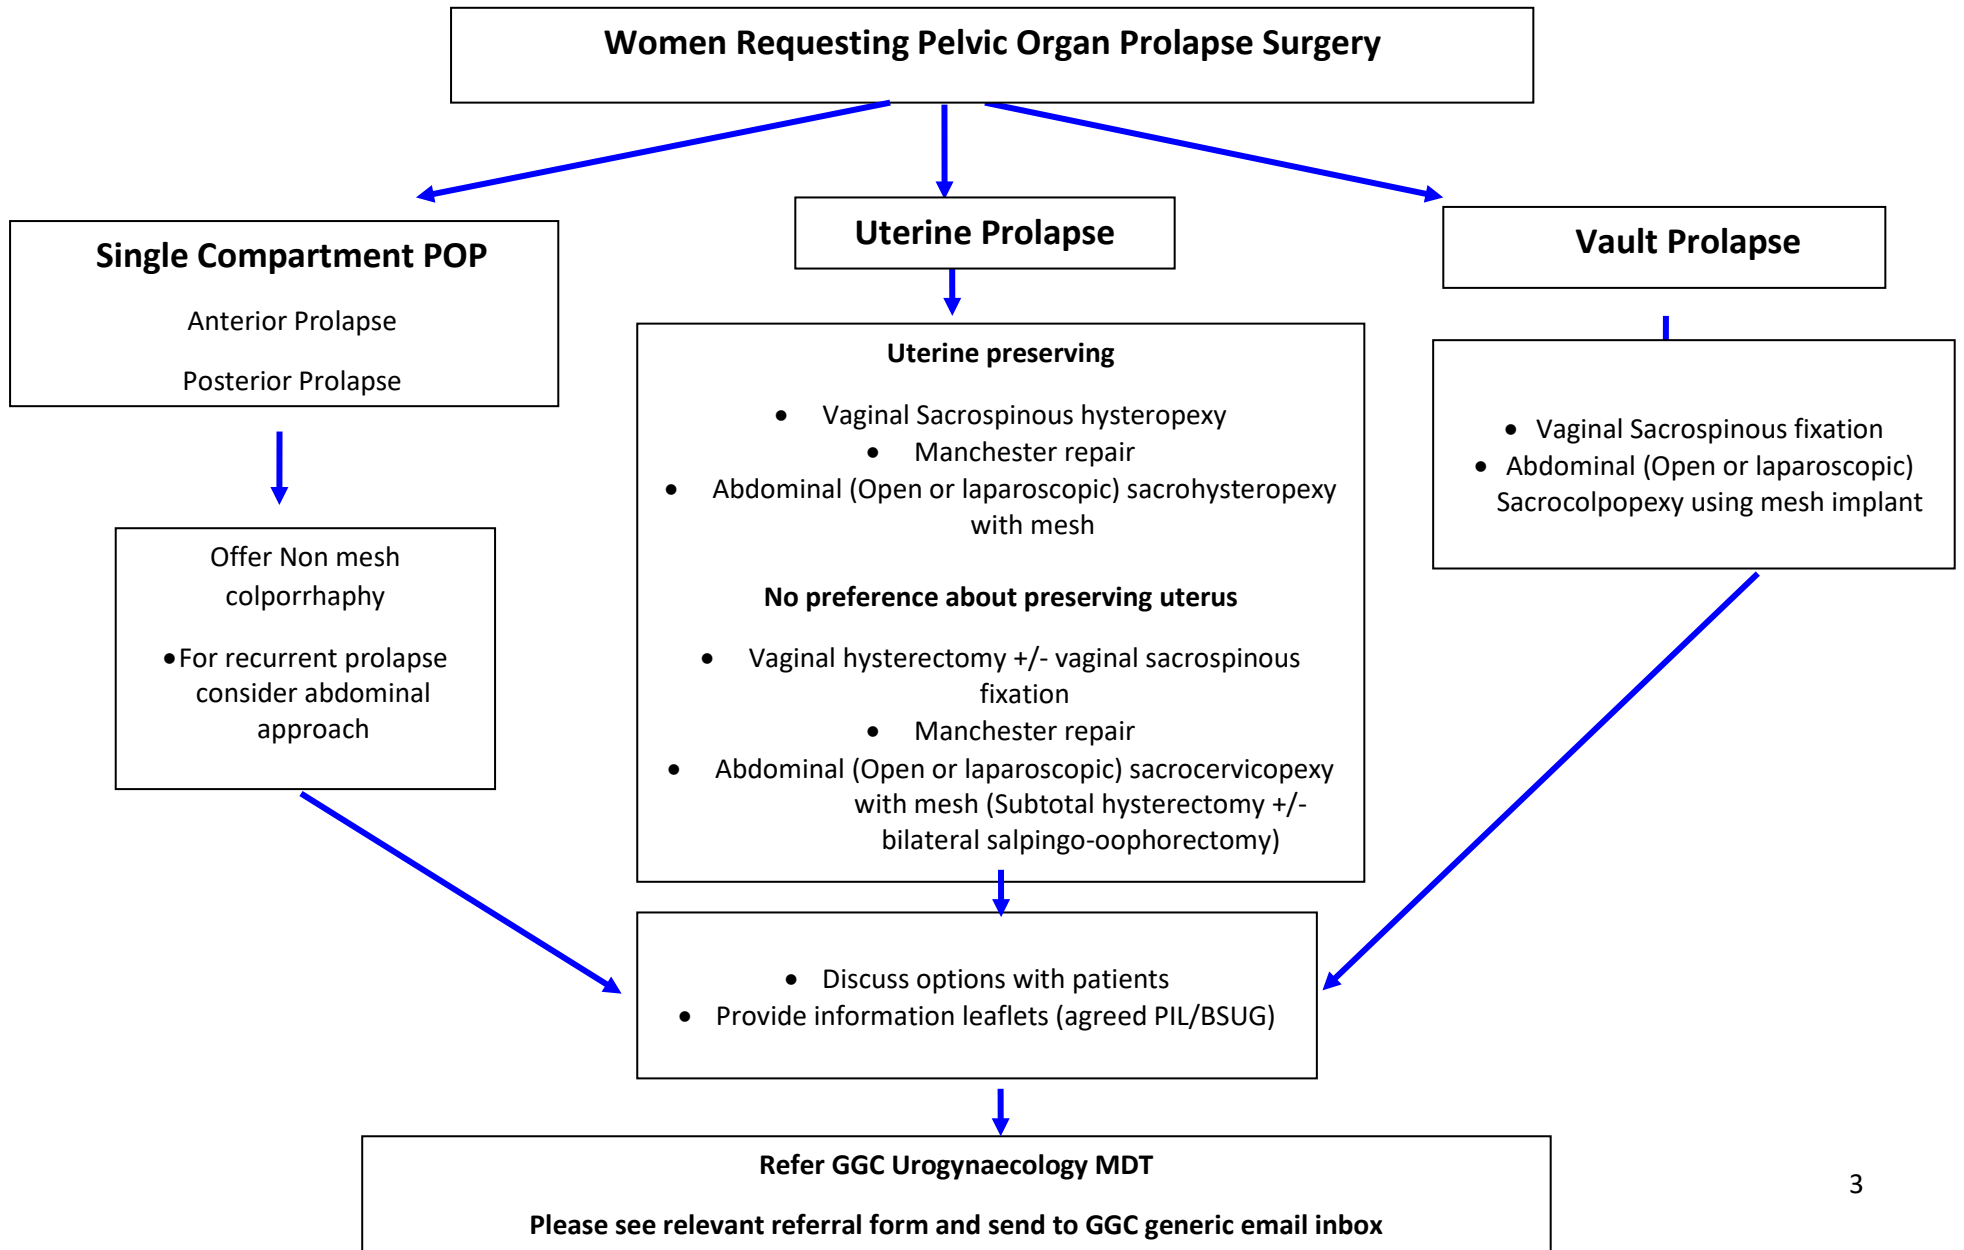 Women Requesting Pelvic Organ Prolapse Surgery
Single Compartment POP
Anterior Prolapse
Posterior Prolapse
Uterine Prolapse
Vault Prolapse
Offer Non mesh
colporrhaphy
•For recurrent prolapse
consider abdominal
approach
Uterine preserving
• Vaginal Sacrospinous hysteropexy
• Manchester repair
• Abdominal (Open or laparoscopic) sacrohysteropexy
with mesh
No preference about preserving uterus
• Vaginal hysterectomy +/- vaginal sacrospinous
fixation
• Manchester repair
• Abdominal (Open or laparoscopic) sacrocervicopexy
with mesh (Subtotal hysterectomy +/-
bilateral salpingo-oophorectomy)
• Vaginal Sacrospinous fixation
• Abdominal (Open or laparoscopic)
Sacrocolpopexy using mesh implant
• Discuss options with patients
• Provide information leaflets (agreed PIL/BSUG)
Refer GGC Urogynaecology MDT
Please see relevant referral form and send to GGC generic email inbox
3